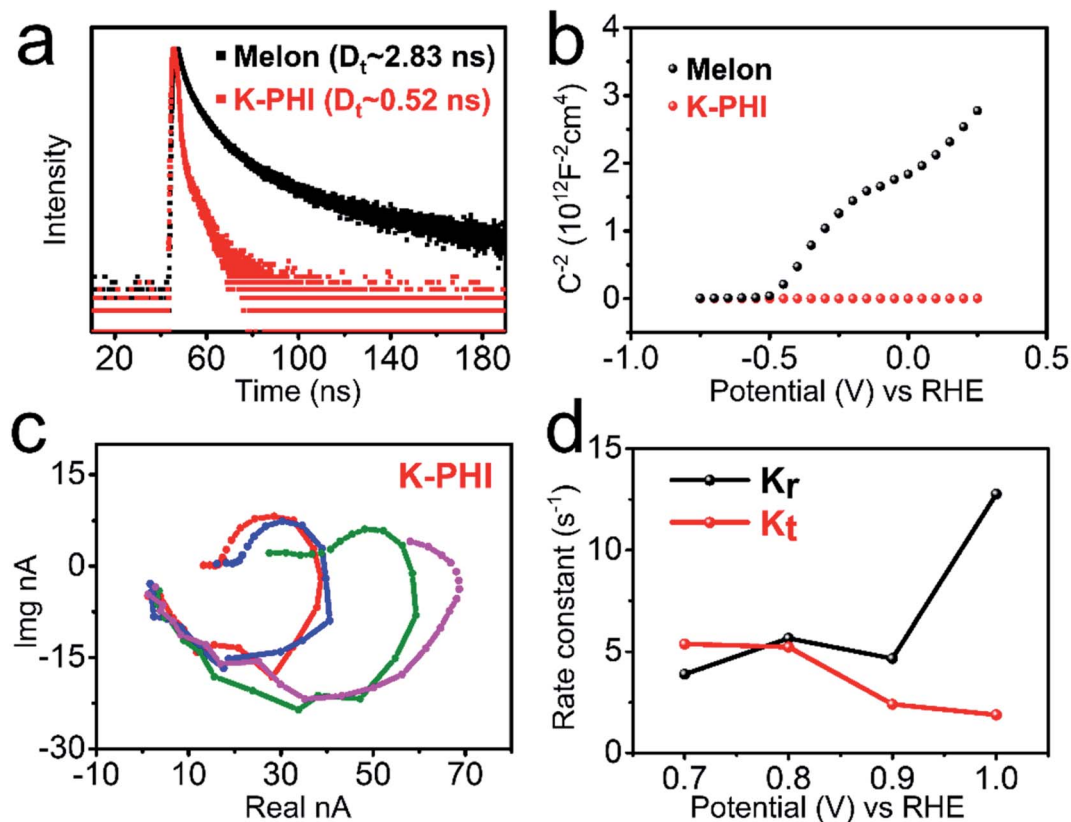 a
Melon (Dₜ~2.83 ns)
K-PHI (Dₜ~0.52 ns)
Intensity
20 60 100 140 180
Time (ns)
b
Melon
K-PHI
C⁻² (10¹²F⁻²cm⁴)
3
2
1
0
-1.0 -0.5 0.0 0.5
Potential (V) vs RHE
c
K-PHI
Img nA
15
0
-15
-30
-10 10 30 50 70
Real nA
d
Kr
Kt
Rate constant (s⁻¹)
15
10
5
0
0.7 0.8 0.9 1.0
Potential (V) vs RHE